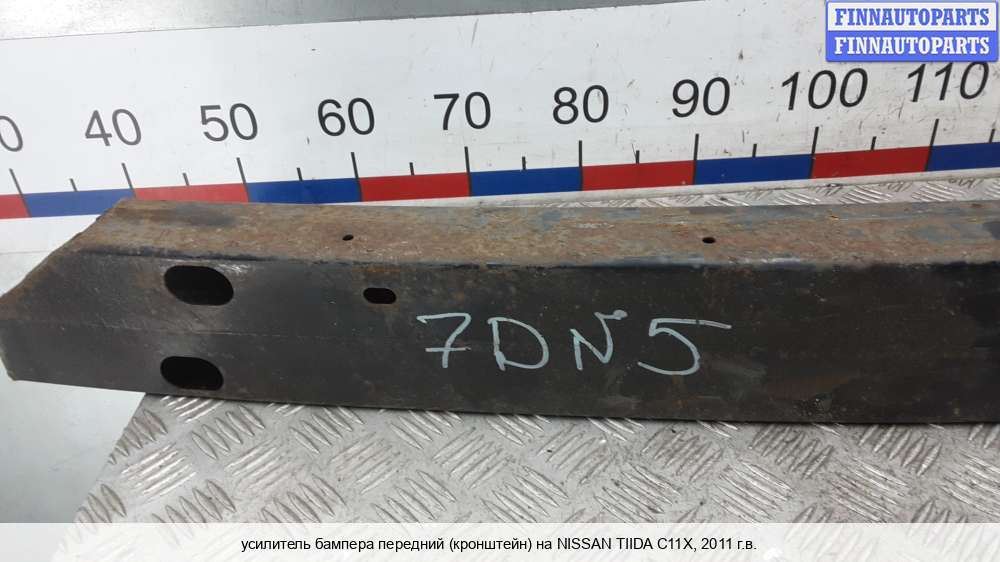 FINNAUTOPARTS
FINNAUTOPARTS
40 50 60 70 80 90 100 110
7DN5
усилитель бампера передний (кронштейн) на NISSAN TIIDA C11X, 2011 г.в.